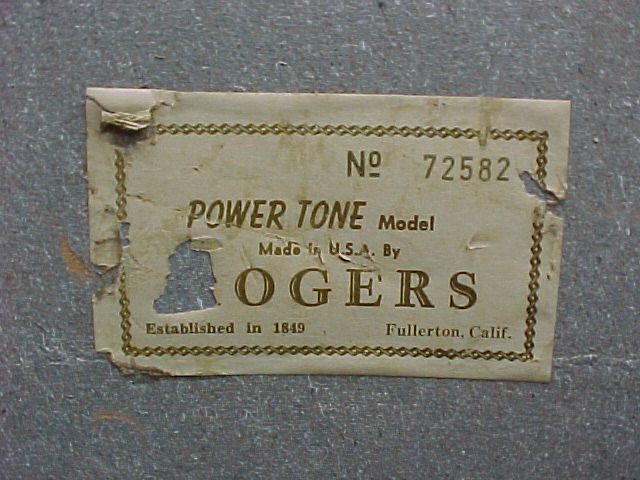 Nº 72582
POWER TONE Model
Made in U.S.A. By
OGERS
Established in 1849 Fullerton, Calif.